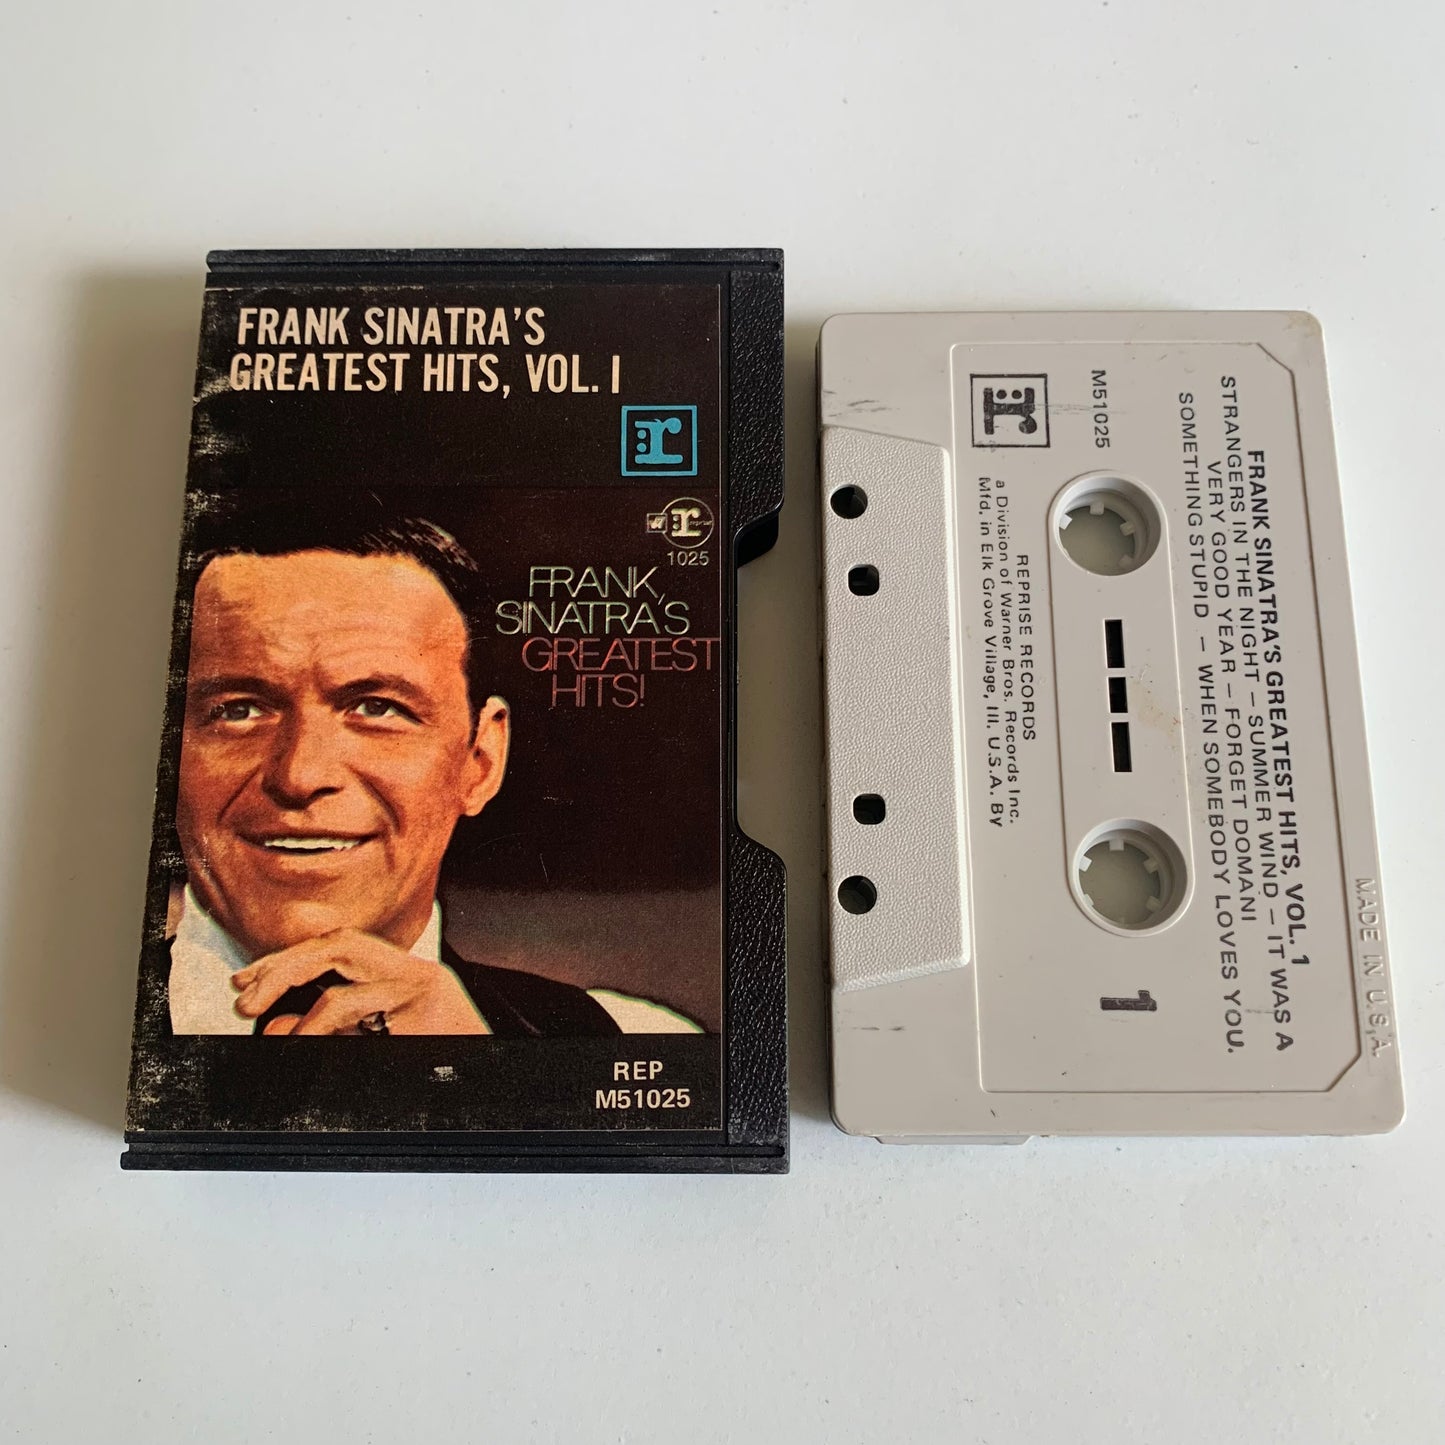 FRANK SINATRA'S
GREATEST HITS, VOL. I
r
r
1025
FRANK
SINATRA'S
GREATEST
HITS!
REP
M51025
r
M51025
FRANK SINATRA'S GREATEST HITS, VOL. 1
STRANGERS IN THE NIGHT – SUMMER WIND – IT WAS A
VERY GOOD YEAR – FORGET DOMANI
SOMETHING STUPID – WHEN SOMEBODY LOVES YOU.
REPRISE RECORDS
a Division of Warner Bros. Records Inc.
Mfd. in Elk Grove Village, Ill. U.S.A. BY
1
MADE IN U.S.A.